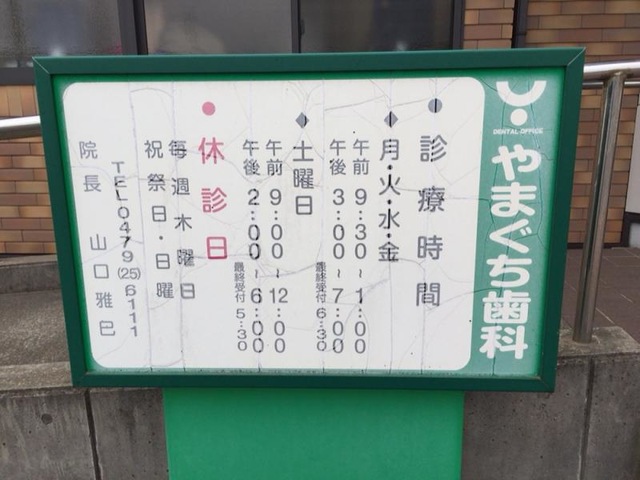 DENTAL OFFICE
やまぐち歯科
●診療時間
◆月・火・水・金
午前 9:30～1:00
午後 3:00～7:00
最終受付 6:30
◆土曜日
午前 9:00～12:00
午後 2:00～6:00
最終受付 5:30
●休診日
毎週木曜日
祝祭日・日曜
TEL0479(25)6111
院長 山口雅巳